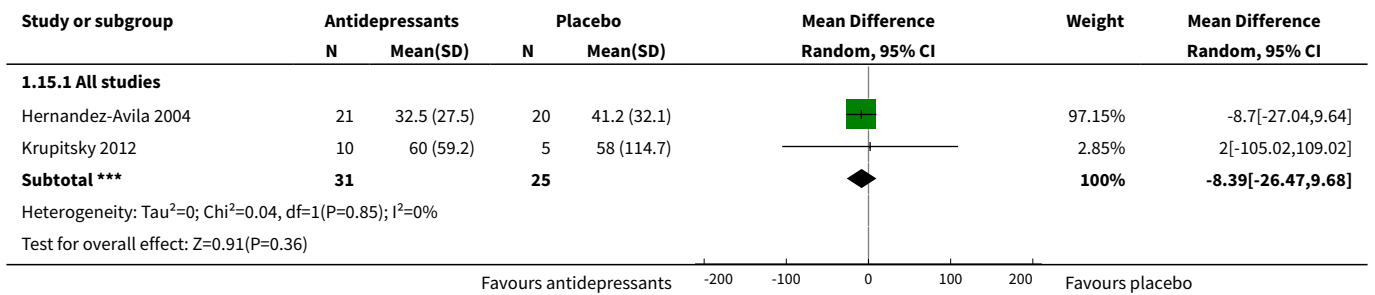 Study or subgroup Antidepressants Placebo Mean Difference Weight Mean Difference
N Mean(SD) N Mean(SD) Random, 95% CI Random, 95% CI
1.15.1 All studies
Hernandez-Avila 2004 21 32.5 (27.5) 20 41.2 (32.1) 97.15% -8.7[-27.04,9.64]
Krupitsky 2012 10 60 (59.2) 5 58 (114.7) 2.85% 2[-105.02,109.02]
Subtotal *** 31 25 100% -8.39[-26.47,9.68]
Heterogeneity: Tau²=0; Chi²=0.04, df=1(P=0.85); I²=0%
Test for overall effect: Z=0.91(P=0.36)
Favours antidepressants -200 -100 0 100 200 Favours placebo